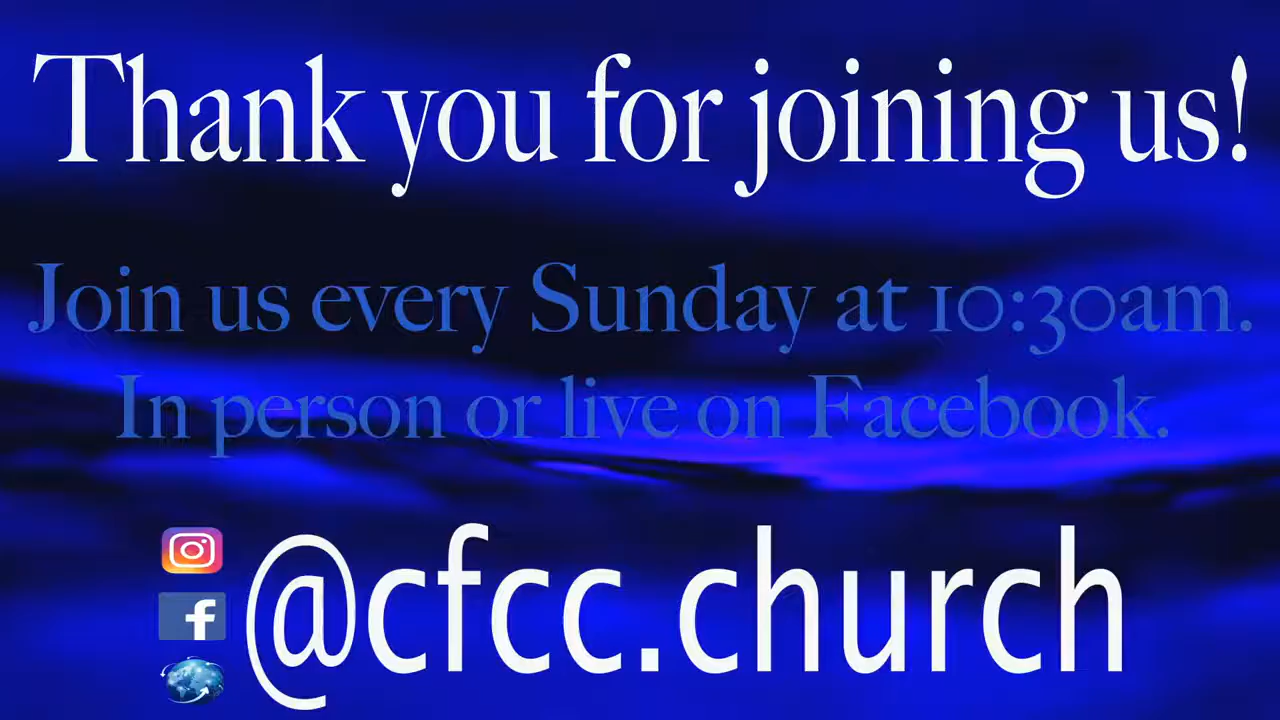 Thank you for joining us!
Join us every Sunday at 10:30am.
In person or live on Facebook.
@cfcc.church